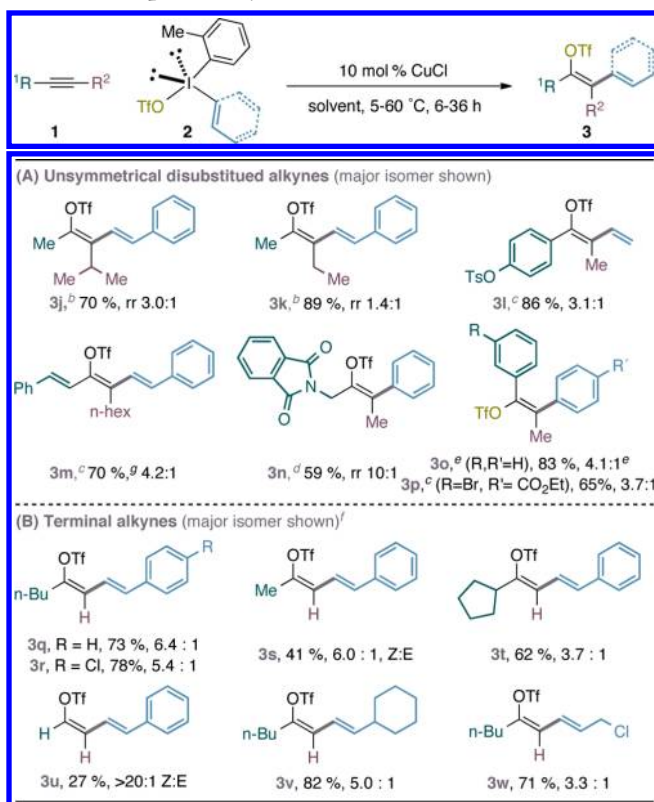 Me
¹R R² I 10 mol % CuCl OTf
TfO solvent, 5-60 ˚C, 6-36 h ¹R R²
1 2 3
(A) Unsymmetrical disubstitued alkynes (major isomer shown)
OTf OTf OTf
Me Me
Me Me Me TsO Me
3j,ᵇ 70 %, rr 3.0:1 3k,ᵇ 89 %, rr 1.4:1 3l,ᶜ 86 %, 3.1:1
O R
OTf OTf R'
Ph N
n-hex O Me TfO Me
3m,ᶜ 70 %,ᵍ 4.2:1 3n,ᵈ 59 %, rr 10:1 3o,ᵉ (R,R'=H), 83 %, 4.1:1ᵉ
3p,ᶜ (R=Br, R'= CO₂Et), 65%, 3.7:1
(B) Terminal alkynes (major isomer shown)ᶠ
R
OTf OTf OTf
n-Bu Me
H H H
3q, R = H, 73 %, 6.4 : 1
3r, R = Cl, 78%, 5.4 : 1 3s 41 %, 6.0 : 1, Z:E 3t, 62 %, 3.7 : 1
OTf OTf OTf
H n-Bu n-Bu Cl
H H H
3u, 27 %, >20:1 Z:E 3v, 82 %, 5.0 : 1 3w, 71 %, 3.3 : 1